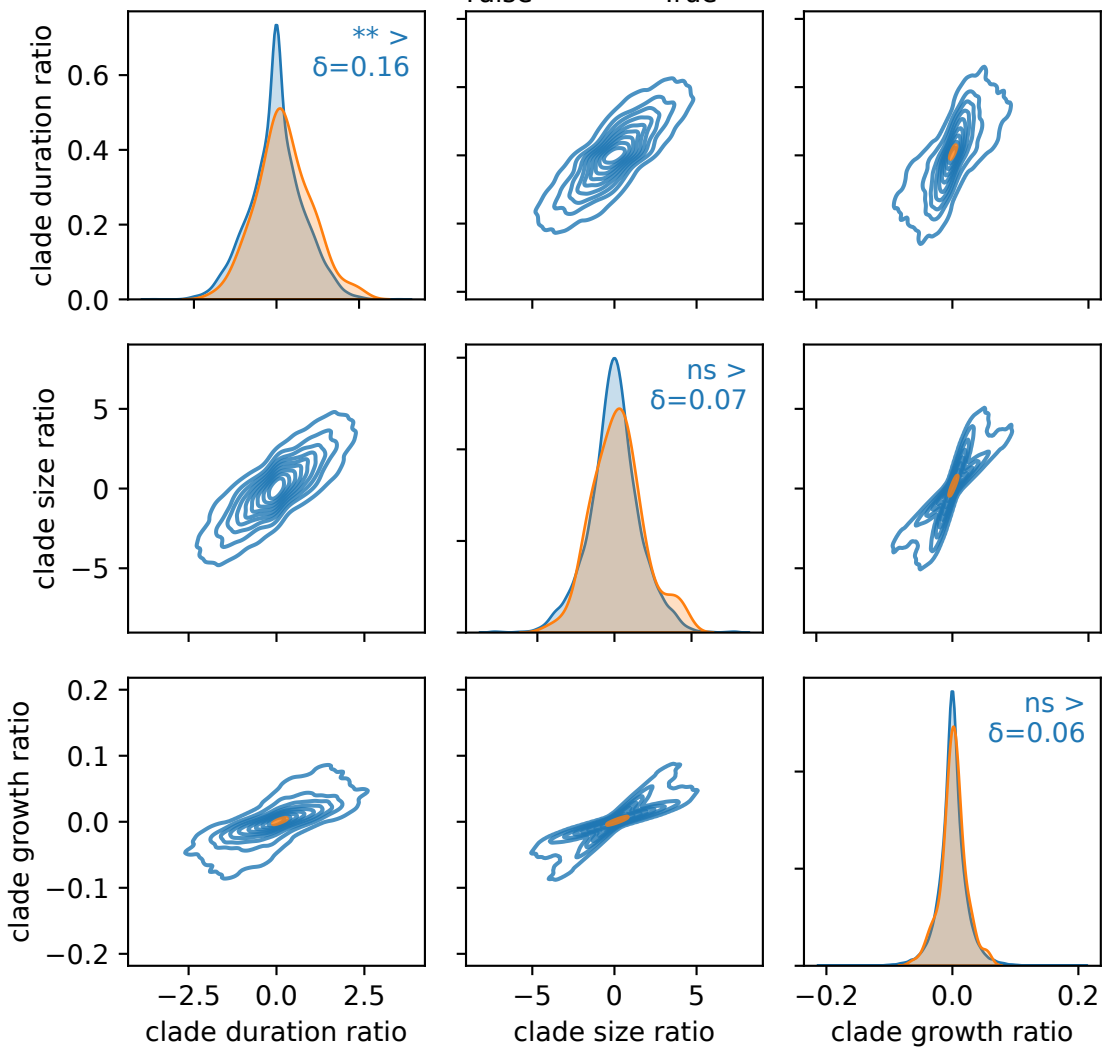 clade duration ratio
0.6
0.4
0.2
0.0
** >
δ=0.16
clade size ratio
5
0
−5
ns >
δ=0.07
clade growth ratio
0.2
0.1
0.0
−0.1
−0.2
ns >
δ=0.06
−2.5 0.0 2.5
−5 0 5
−0.2 0.0 0.2
clade duration ratio
clade size ratio
clade growth ratio